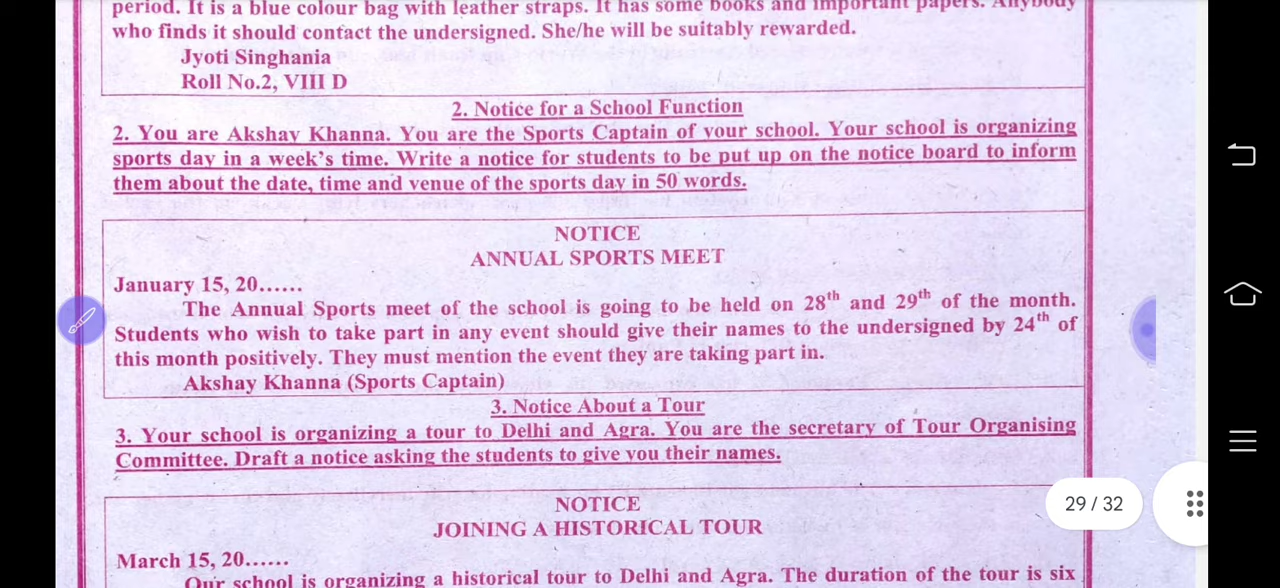 period. It is a blue colour bag with leather straps. It has some books and important papers. Anybody
who finds it should contact the undersigned. She/he will be suitably rewarded.
Jyoti Singhania
Roll No.2, VIII D
2. Notice for a School Function
2. You are Akshay Khanna. You are the Sports Captain of your school. Your school is organizing
sports day in a week's time. Write a notice for students to be put up on the notice board to inform
them about the date, time and venue of the sports day in 50 words.
NOTICE
ANNUAL SPORTS MEET
January 15, 20......
The Annual Sports meet of the school is going to be held on 28th and 29th of the month.
Students who wish to take part in any event should give their names to the undersigned by 24th of
this month positively. They must mention the event they are taking part in.
Akshay Khanna (Sports Captain)
3. Notice About a Tour
3. Your school is organizing a tour to Delhi and Agra. You are the secretary of Tour Organising
Committee. Draft a notice asking the students to give you their names.
NOTICE
JOINING A HISTORICAL TOUR
March 15, 20......
Our school is organizing a historical tour to Delhi and Agra. The duration of the tour is six
29 / 32